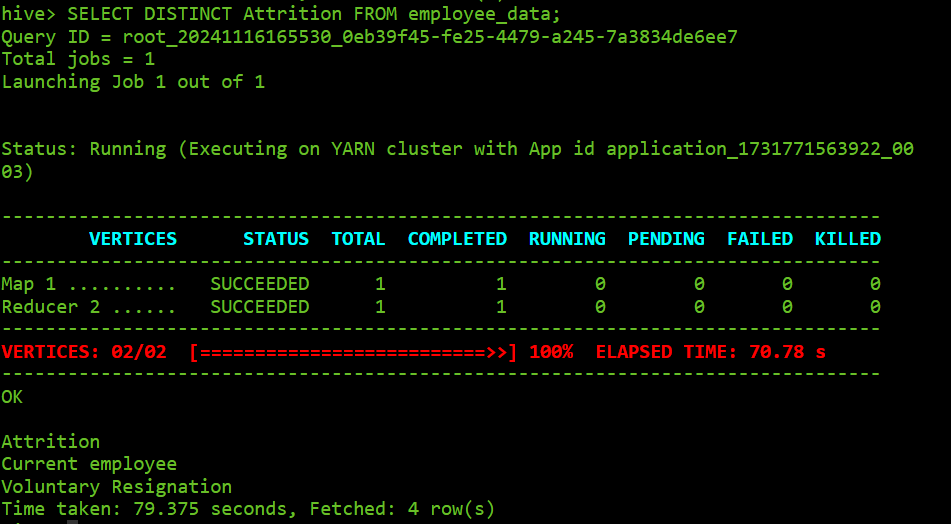 hive> SELECT DISTINCT Attrition FROM employee_data;
Query ID = root_20241116165530_0eb39f45-fe25-4479-a245-7a3834de6ee7
Total jobs = 1
Launching Job 1 out of 1
Status: Running (Executing on YARN cluster with App id application_1731771563922_00
03)
--------------------------------------------------------------------------------
        VERTICES      STATUS  TOTAL  COMPLETED  RUNNING  PENDING  FAILED  KILLED
--------------------------------------------------------------------------------
Map 1 ..........   SUCCEEDED      1          1        0        0       0       0
Reducer 2 ......   SUCCEEDED      1          1        0        0       0       0
--------------------------------------------------------------------------------
VERTICES: 02/02  [==========================>>] 100%  ELAPSED TIME: 70.78 s
--------------------------------------------------------------------------------
OK

Attrition
Current employee
Voluntary Resignation
Time taken: 79.375 seconds, Fetched: 4 row(s)